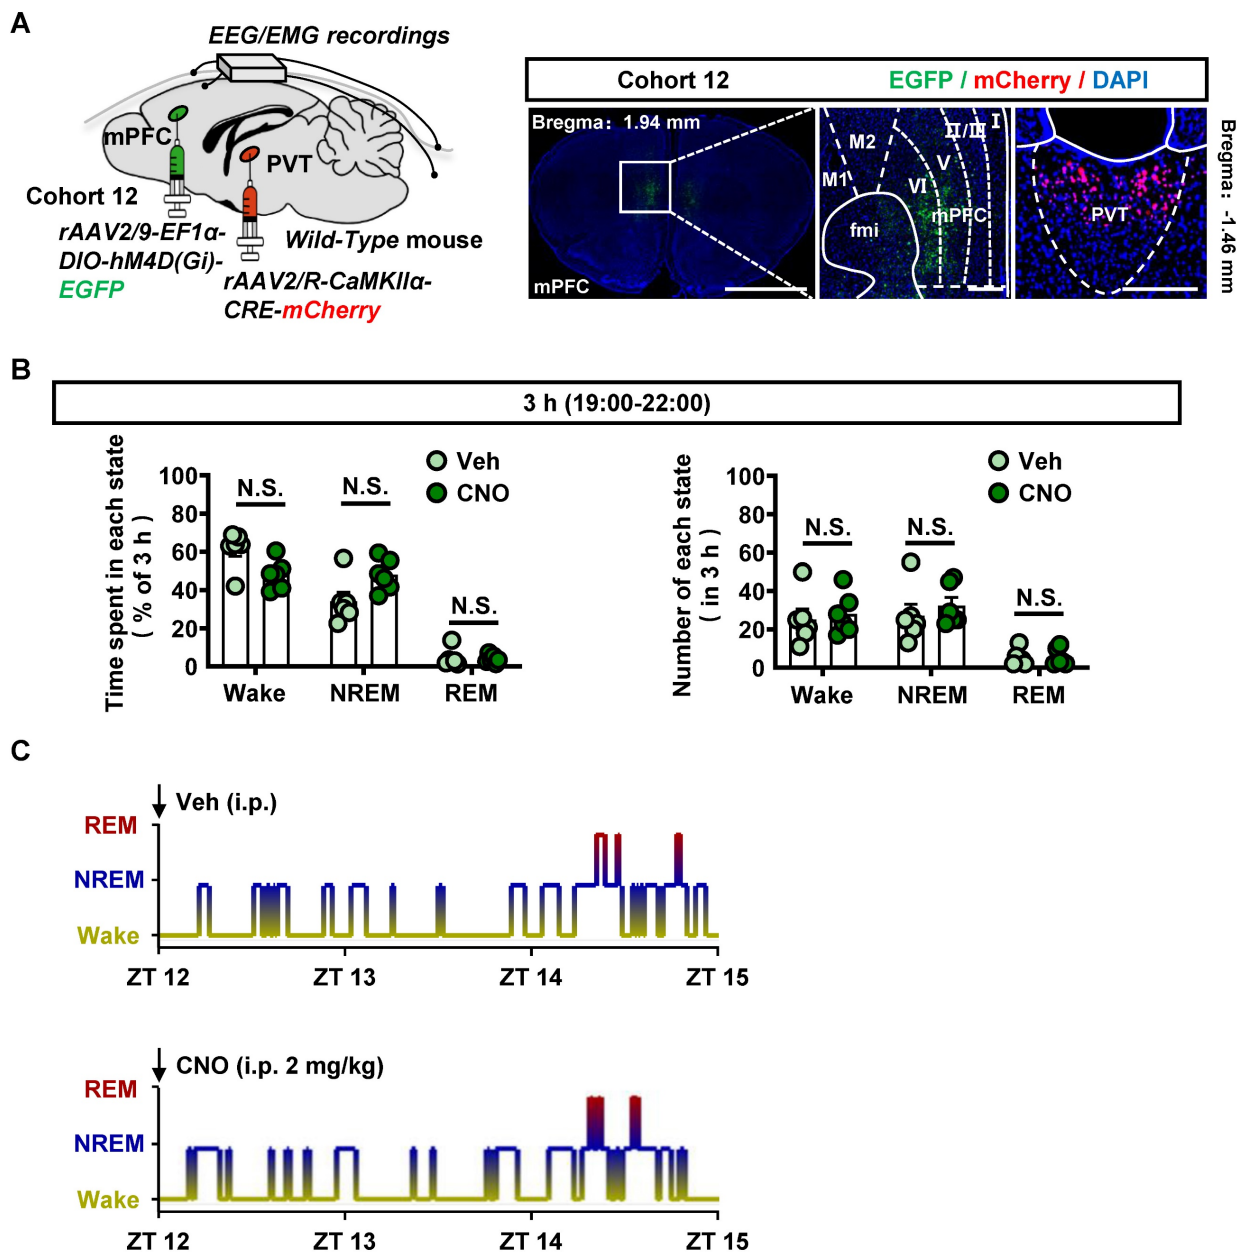 A
EEG/EMG recordings
mPFC
PVT
Cohort 12
rAAV2/9-EF1α-
DIO-hM4D(Gi)-
EGFP
Wild-Type mouse
rAAV2/R-CaMKIIα-
CRE-mCherry
Cohort 12 EGFP / mCherry / DAPI
Bregma: 1.94 mm
mPFC
M2
M1
fmi
VI
V
II/III
I
mPFC
PVT
Bregma: -1.46 mm
B
3 h (19:00-22:00)
Time spent in each state
( % of 3 h )
100
80
60
40
20
0
N.S.
N.S.
N.S.
Veh
CNO
Wake NREM REM
Number of each state
( in 3 h )
100
80
60
40
20
0
N.S.
N.S.
N.S.
Veh
CNO
Wake NREM REM
C
Veh (i.p.)
REM
NREM
Wake
ZT 12 ZT 13 ZT 14 ZT 15
CNO (i.p. 2 mg/kg)
REM
NREM
Wake
ZT 12 ZT 13 ZT 14 ZT 15